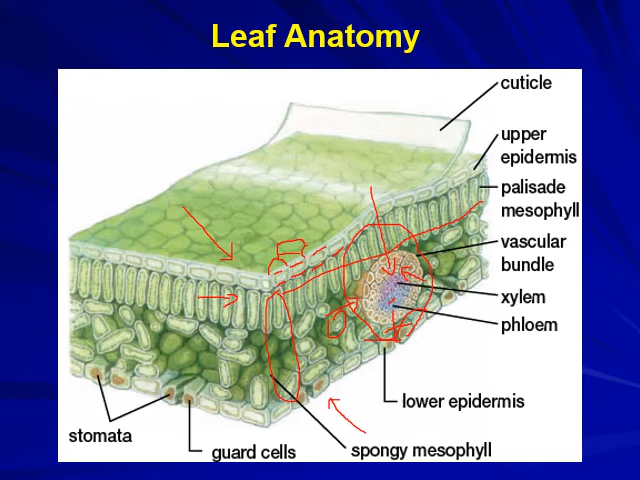 Leaf Anatomy
cuticle
upper
epidermis
palisade
mesophyll
vascular
bundle
xylem
phloem
lower epidermis
stomata
guard cells
spongy mesophyll